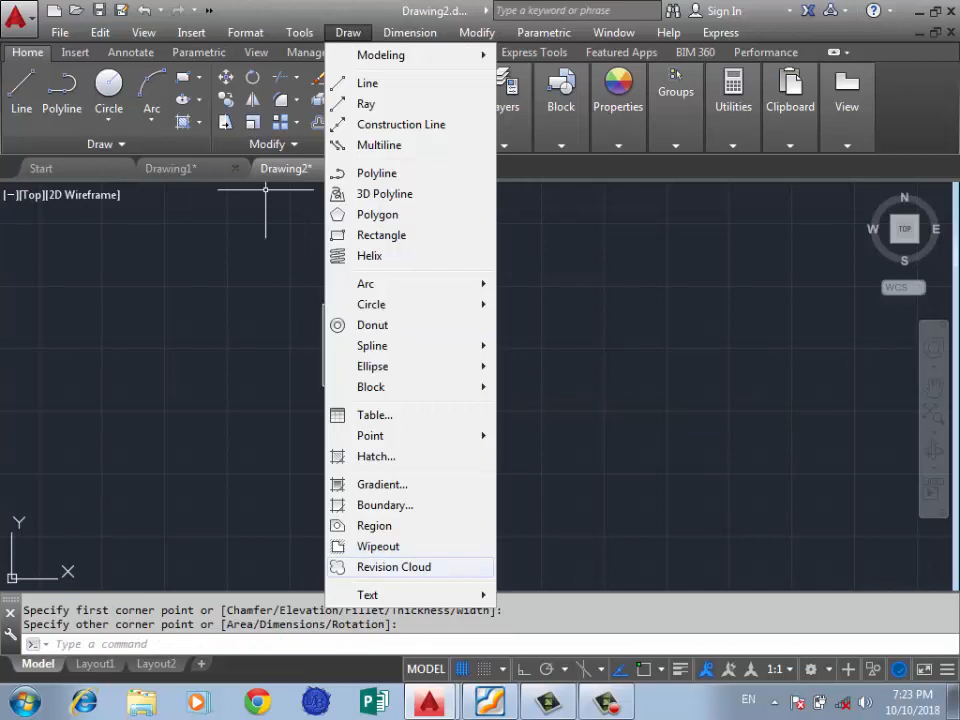 Drawing2.d...
Type a keyword or phrase
Sign In
File Edit View Insert Format Tools Draw Dimension Modify Parametric Window Help Express
Home Insert Annotate Parametric View Manag Express Tools Featured Apps BIM 360 Performance
Line Polyline Circle Arc
ayers Block Properties Groups Utilities Clipboard View
Draw Modify
Start Drawing1* Drawing2*
[−][Top][2D Wireframe]
Modeling
Line
Ray
Construction Line
Multiline
Polyline
3D Polyline
Polygon
Rectangle
Helix
Arc
Circle
Donut
Spline
Ellipse
Block
Table...
Point
Hatch...
Gradient...
Boundary...
Region
Wipeout
Revision Cloud
Text
N
W TOP E
S
WCS
Y
X
Specify first corner point or [Chamfer/Elevation/Fillet/Thickness/Width]:
Specify other corner point or [Area/Dimensions/Rotation]:
Type a command
Model Layout1 Layout2 +
MODEL 1:1
EN
7:23 PM
10/10/2018